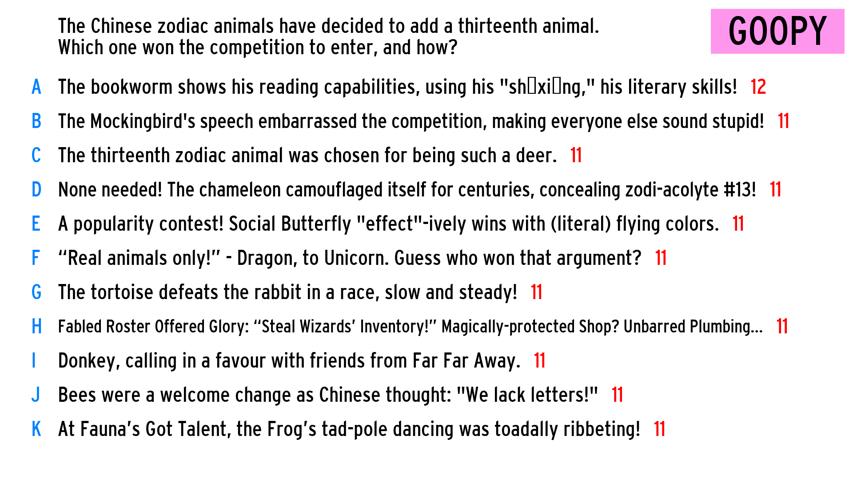 The Chinese zodiac animals have decided to add a thirteenth animal.
Which one won the competition to enter, and how?
GOOPY
A The bookworm shows his reading capabilities, using his "sh▯xi▯ng," his literary skills! 12
B The Mockingbird's speech embarrassed the competition, making everyone else sound stupid! 11
C The thirteenth zodiac animal was chosen for being such a deer. 11
D None needed! The chameleon camouflaged itself for centuries, concealing zodi-acolyte #13! 11
E A popularity contest! Social Butterfly "effect"-ively wins with (literal) flying colors. 11
F “Real animals only!” - Dragon, to Unicorn. Guess who won that argument? 11
G The tortoise defeats the rabbit in a race, slow and steady! 11
H Fabled Roster Offered Glory: “Steal Wizards’ Inventory!” Magically-protected Shop? Unbarred Plumbing... 11
I Donkey, calling in a favour with friends from Far Far Away. 11
J Bees were a welcome change as Chinese thought: "We lack letters!" 11
K At Fauna’s Got Talent, the Frog’s tad-pole dancing was toadally ribbeting! 11